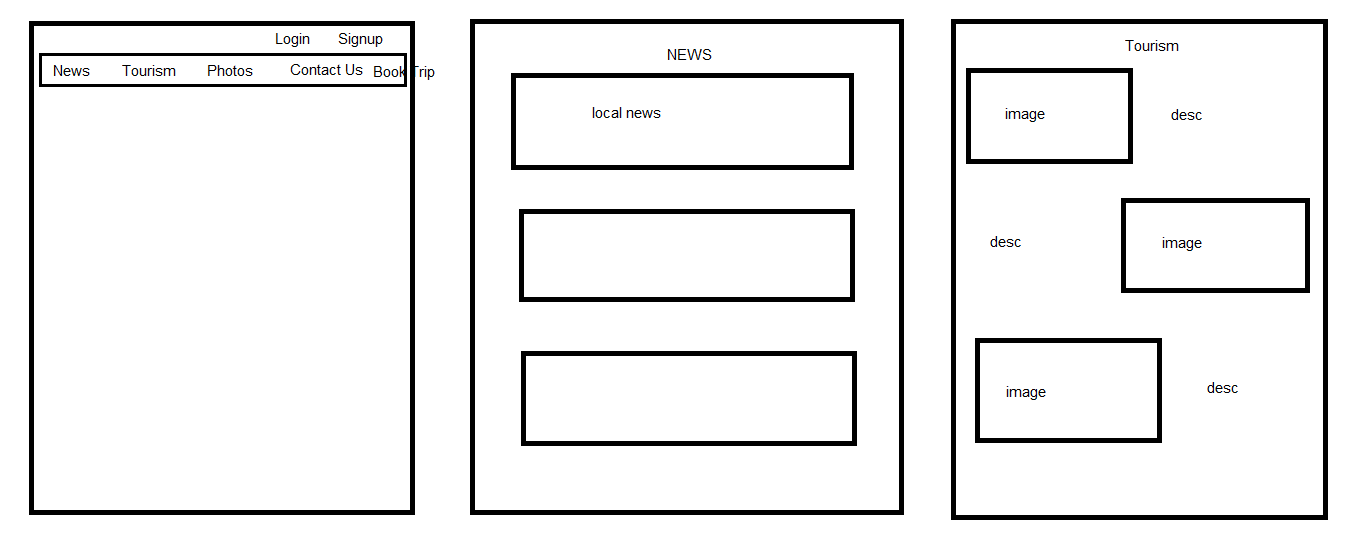 Login Signup
News Tourism Photos Contact Us Book Trip
NEWS
local news
Tourism
image desc
desc image
image desc